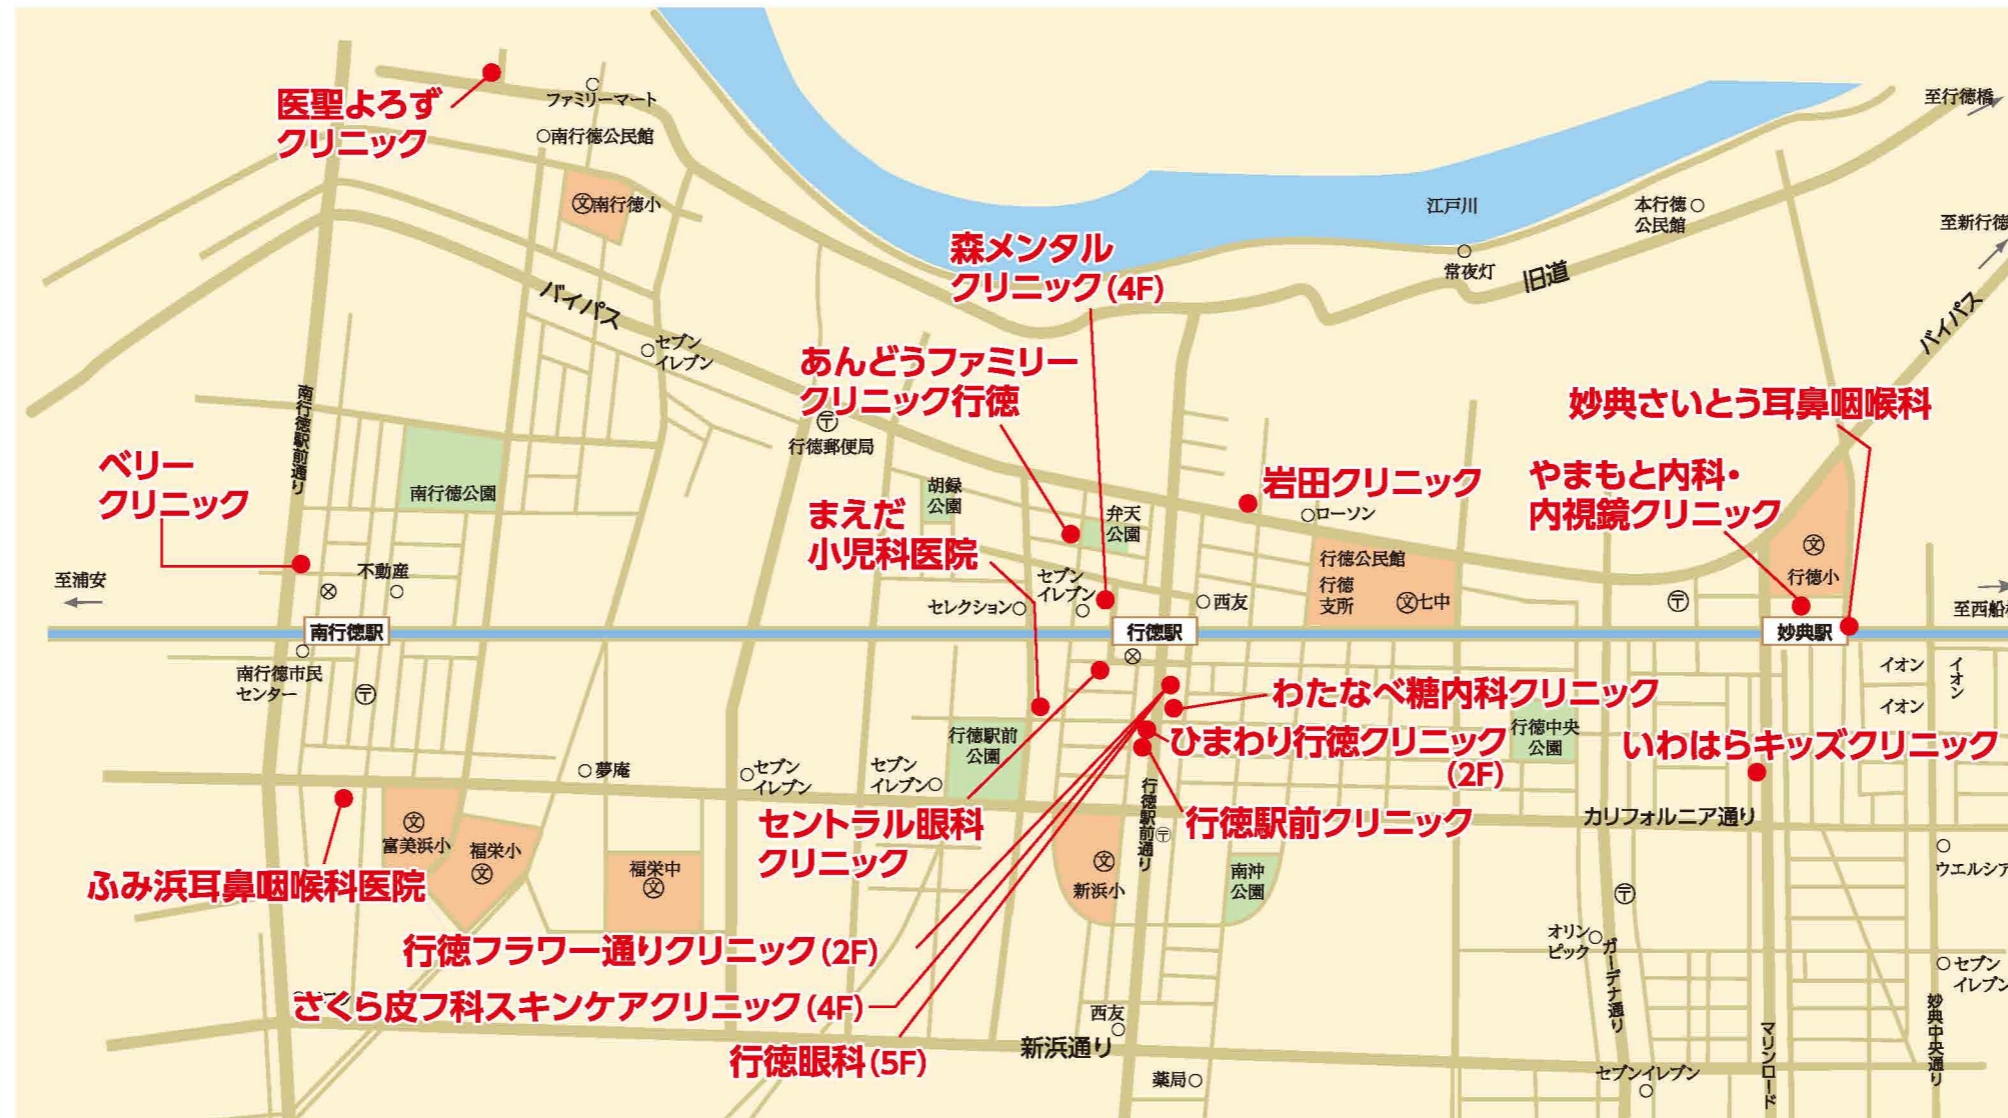 医聖よろず
クリニック
ファミリーマート
南行徳公民館
文
南行徳小
至行徳橋
江戸川
本行徳
公民館
至新行徳
常夜灯
旧道
バイパス
バイパス
森メンタル
クリニック(4F)
セブン
イレブン
あんどうファミリー
クリニック行徳
南行徳駅前通り
〒
行徳郵便局
妙典さいとう耳鼻咽喉科
ベリー
クリニック
南行徳公園
胡録
公園
まえだ
小児科医院
弁天
公園
岩田クリニック
ローソン
やまもと内科・
内視鏡クリニック
行徳公民館
行徳
支所
文七中
文
行徳小
至浦安
不動産
セレクション
セブン
イレブン
西友
〒
至西船
南行徳駅
行徳駅
妙典駅
南行徳市民
センター
〒
イオン
イオン
イオン
わたなべ糖内科クリニック
行徳駅前
公園
ひまわり行徳クリニック
(2F)
行徳中央
公園
いわはらキッズクリニック
夢庵
セブン
イレブン
セブン
イレブン
行徳駅前通り
〒
行徳駅前クリニック
カリフォルニア通り
セントラル眼科
クリニック
文
富美浜小
福栄小
文
福栄中
文
文
新浜小
南沖
公園
ウエルシア
ふみ浜耳鼻咽喉科医院
〒
オリン
ピック
ガーデナ通り
行徳フラワー通りクリニック(2F)
セブン
イレブン
さくら皮フ科スキンケアクリニック(4F)
西友
新浜通り
行徳眼科(5F)
薬局
セブンイレブン
マリンロード
妙典中央通り